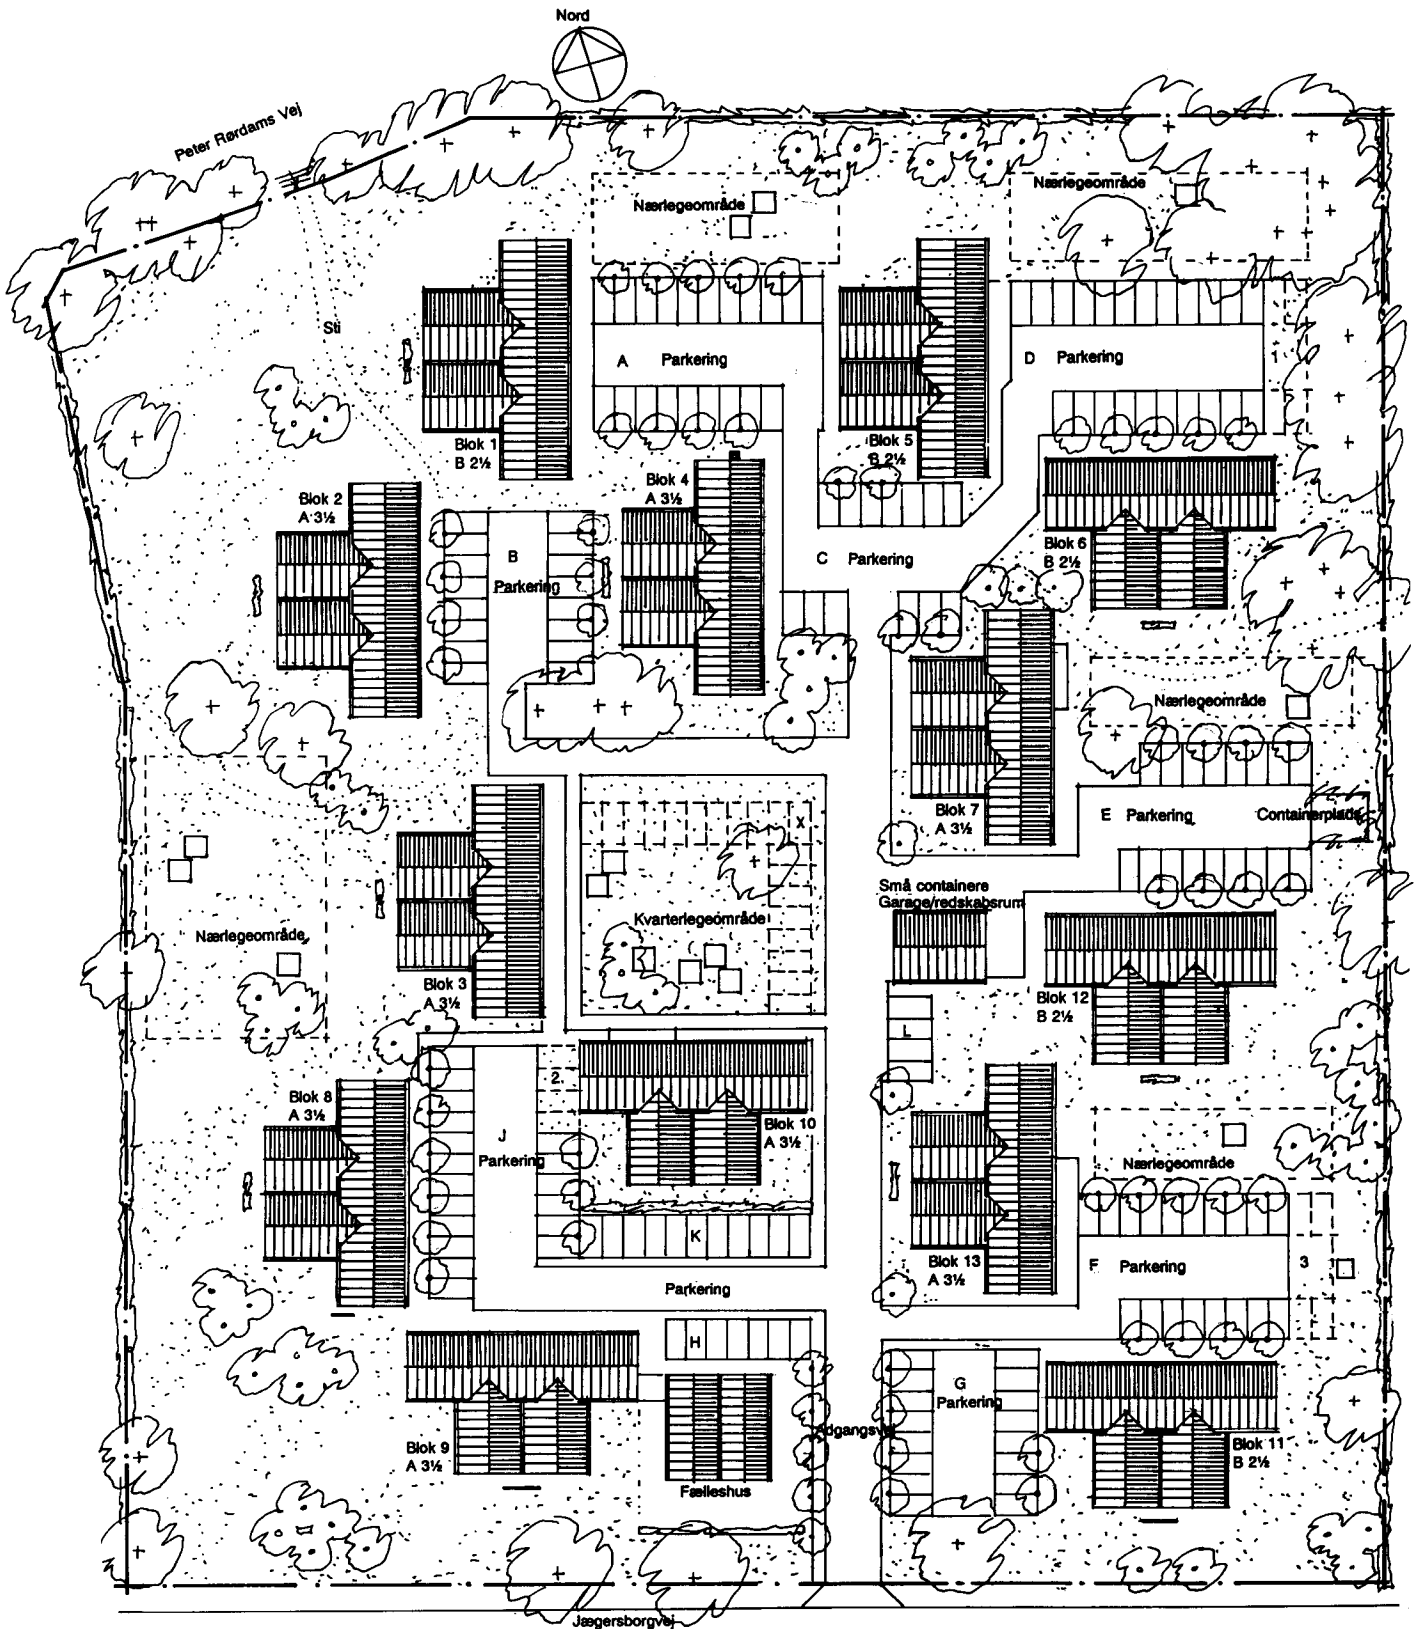 Nord
Peter Rørdams Vej
Nærlegeområde
Nærlegeområde
Sti
A Parkering
D Parkering
1
Blok 1
B 2½
Blok 5
B 2½
Blok 4
A 3½
Blok 2
A 3½
B
Parkering
C Parkering
Blok 6
B 2½
Nærlegeområde
Blok 7
A 3½
E Parkering
Containerplads
X
Små containere
Garage/redskabsrum
Kvarterlegeområde
Nærlegeområde
Blok 3
A 3½
Blok 12
B 2½
L
2
Blok 8
A 3½
Blok 10
A 3½
J
Parkering
Nærlegeområde
K
Blok 13
A 3½
F Parkering
3
Parkering
H
G
Parkering
Adgangsvej
Blok 9
A 3½
Blok 11
B 2½
Fælleshus
Jægersborgvej